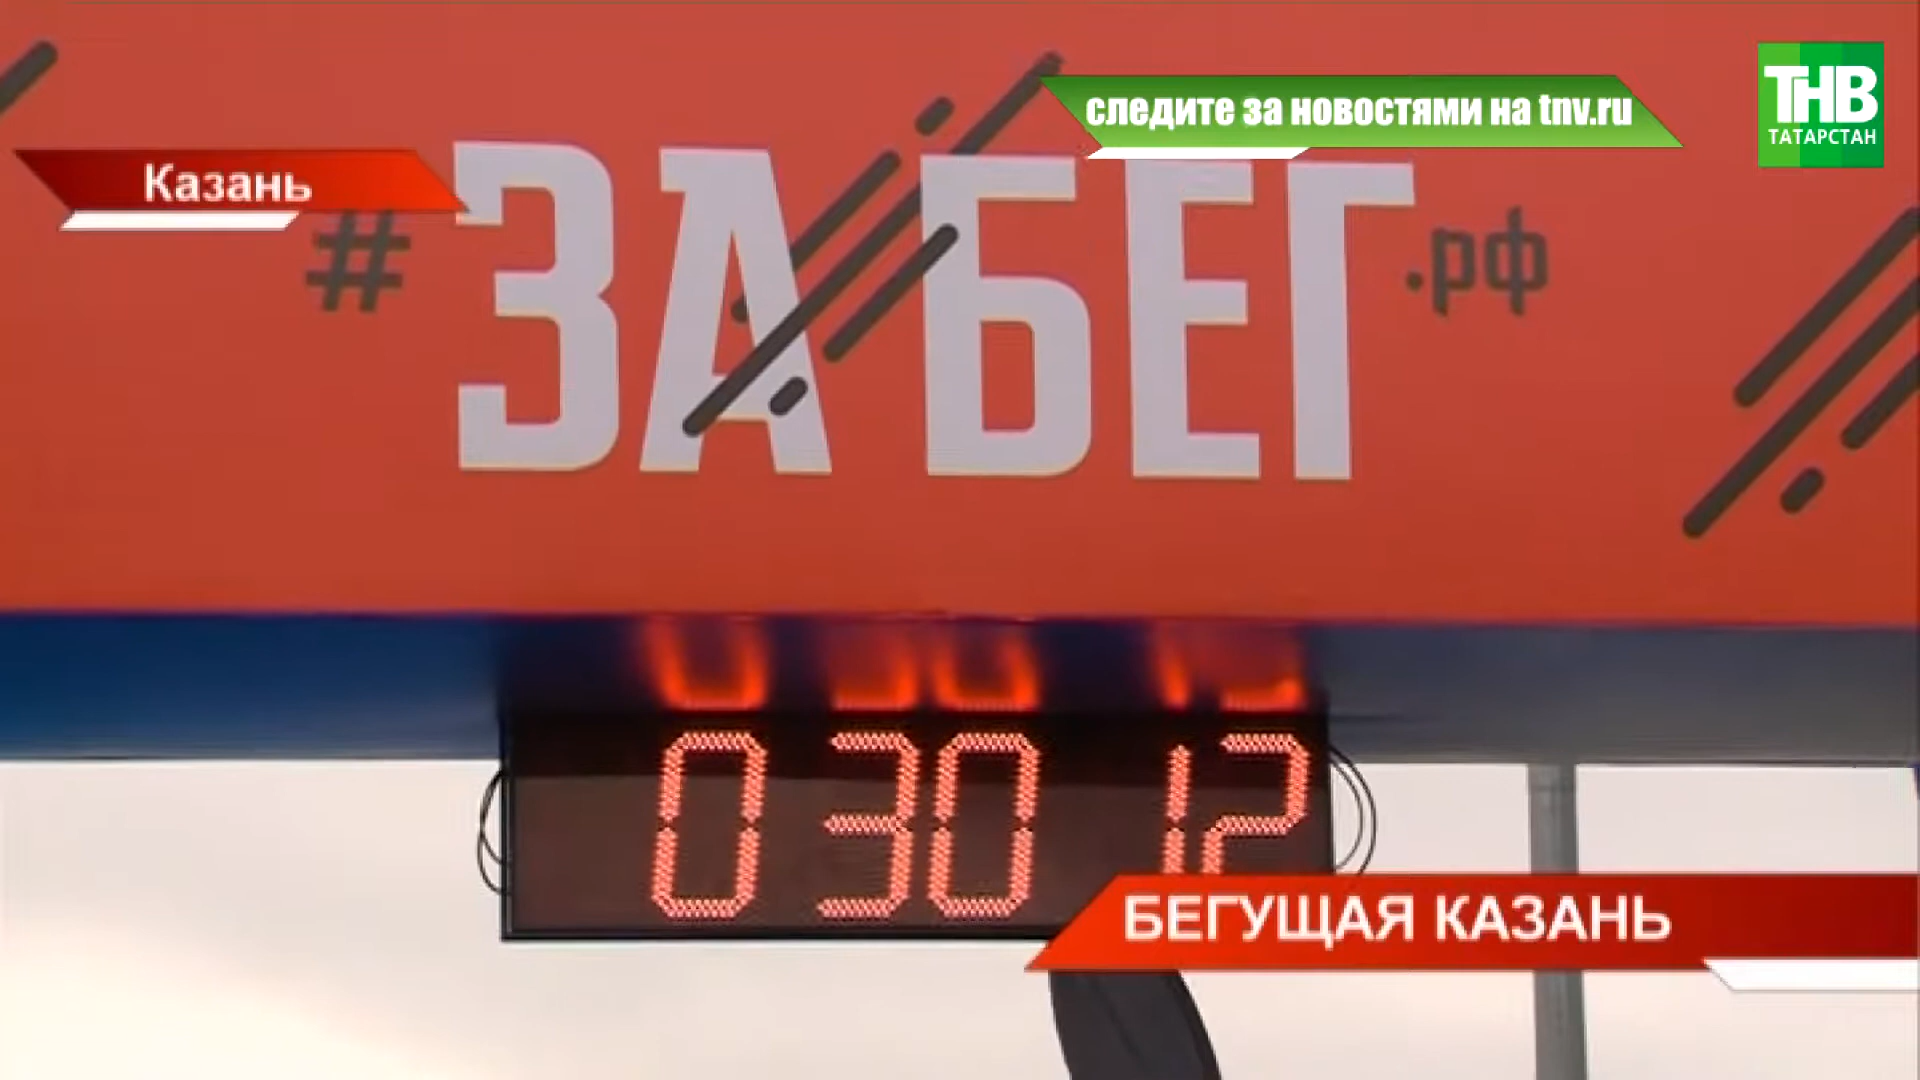 следите за новостями на tnv.ru
ТНВ
ТАТАРСТАН
Казань
#ЗАБЕГ.рф
0 30 12
БЕГУЩАЯ КАЗАНЬ